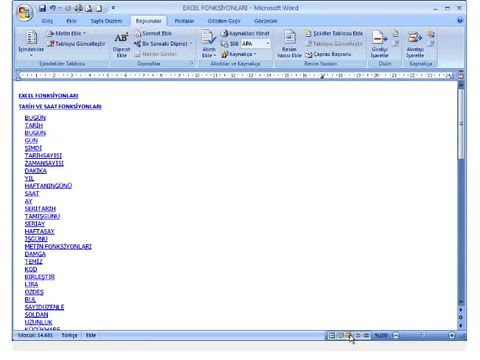 EXCEL FONKSİYONLARI - Microsoft Word
Giriş Ekle Sayfa Düzeni Başvurular Postalar Gözden Geçir Görünüm
İçindekiler
Metin Ekle
Tabloyu Güncelleştir
İçindekiler Tablosu
AB
Dipnot Ekle
Sonnot Ekle
Bir Sonraki Dipnot
Notları Göster
Dipnotlar
Alıntı Ekle
Kaynakları Yönet
Stil: APA
Kaynakça
Alıntılar ve Kaynakça
Resim Yazısı Ekle
Şekiller Tablosu Ekle
Tabloyu Güncelleştir
Çapraz Başvuru
Resim Yazıları
Girdiyi İşaretle
Dizin
Alıntıyı İşaretle
Kaynakça
EXCEL FONKSİYONLARI
TARİH VE SAAT FONKSİYONLARI
BUGÜN
TARİH
BUGÜN
GÜN
ŞİMDİ
TARİHSAYISI
ZAMANSAYISI
DAKİKA
YIL
HAFTANINGÜNÜ
SAAT
AY
SERİTARİH
TAMİŞGÜNÜ
SERİAY
HAFTASAY
İŞGÜNÜ
METİN FONKSİYONLARI
DAMGA
TEMİZ
KOD
BİRLEŞTİR
LİRA
ÖZDEŞ
BUL
SAYIDÜZENLE
SOLDAN
UZUNLUK
KÜÇÜKHARF
Sözcük: 14.681 Türkçe Ekle %100